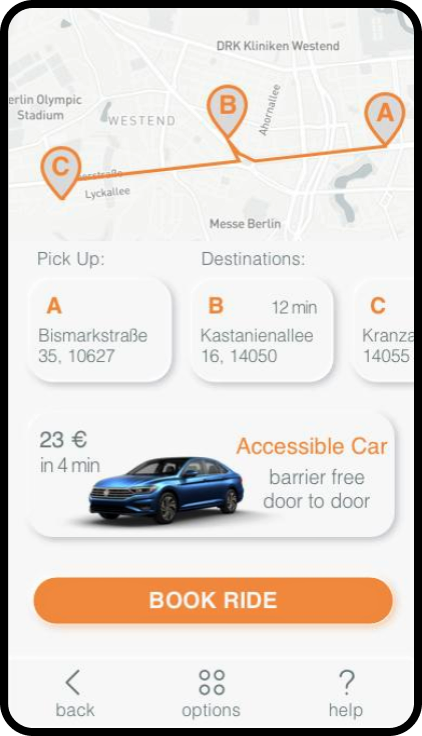 DRK Kliniken Westend
B
Ahornallee
A
erlin Olympic
Stadium
WESTEND
C
Lyckallee
Messe Berlin
Pick Up:
Destinations:
A
Bismarkstraße
35, 10627
B 12 min
Kastanienallee
16, 14050
C
Kranza
14055
23 €
in 4 min
Accessible Car
barrier free
door to door
BOOK RIDE
back
options
? help